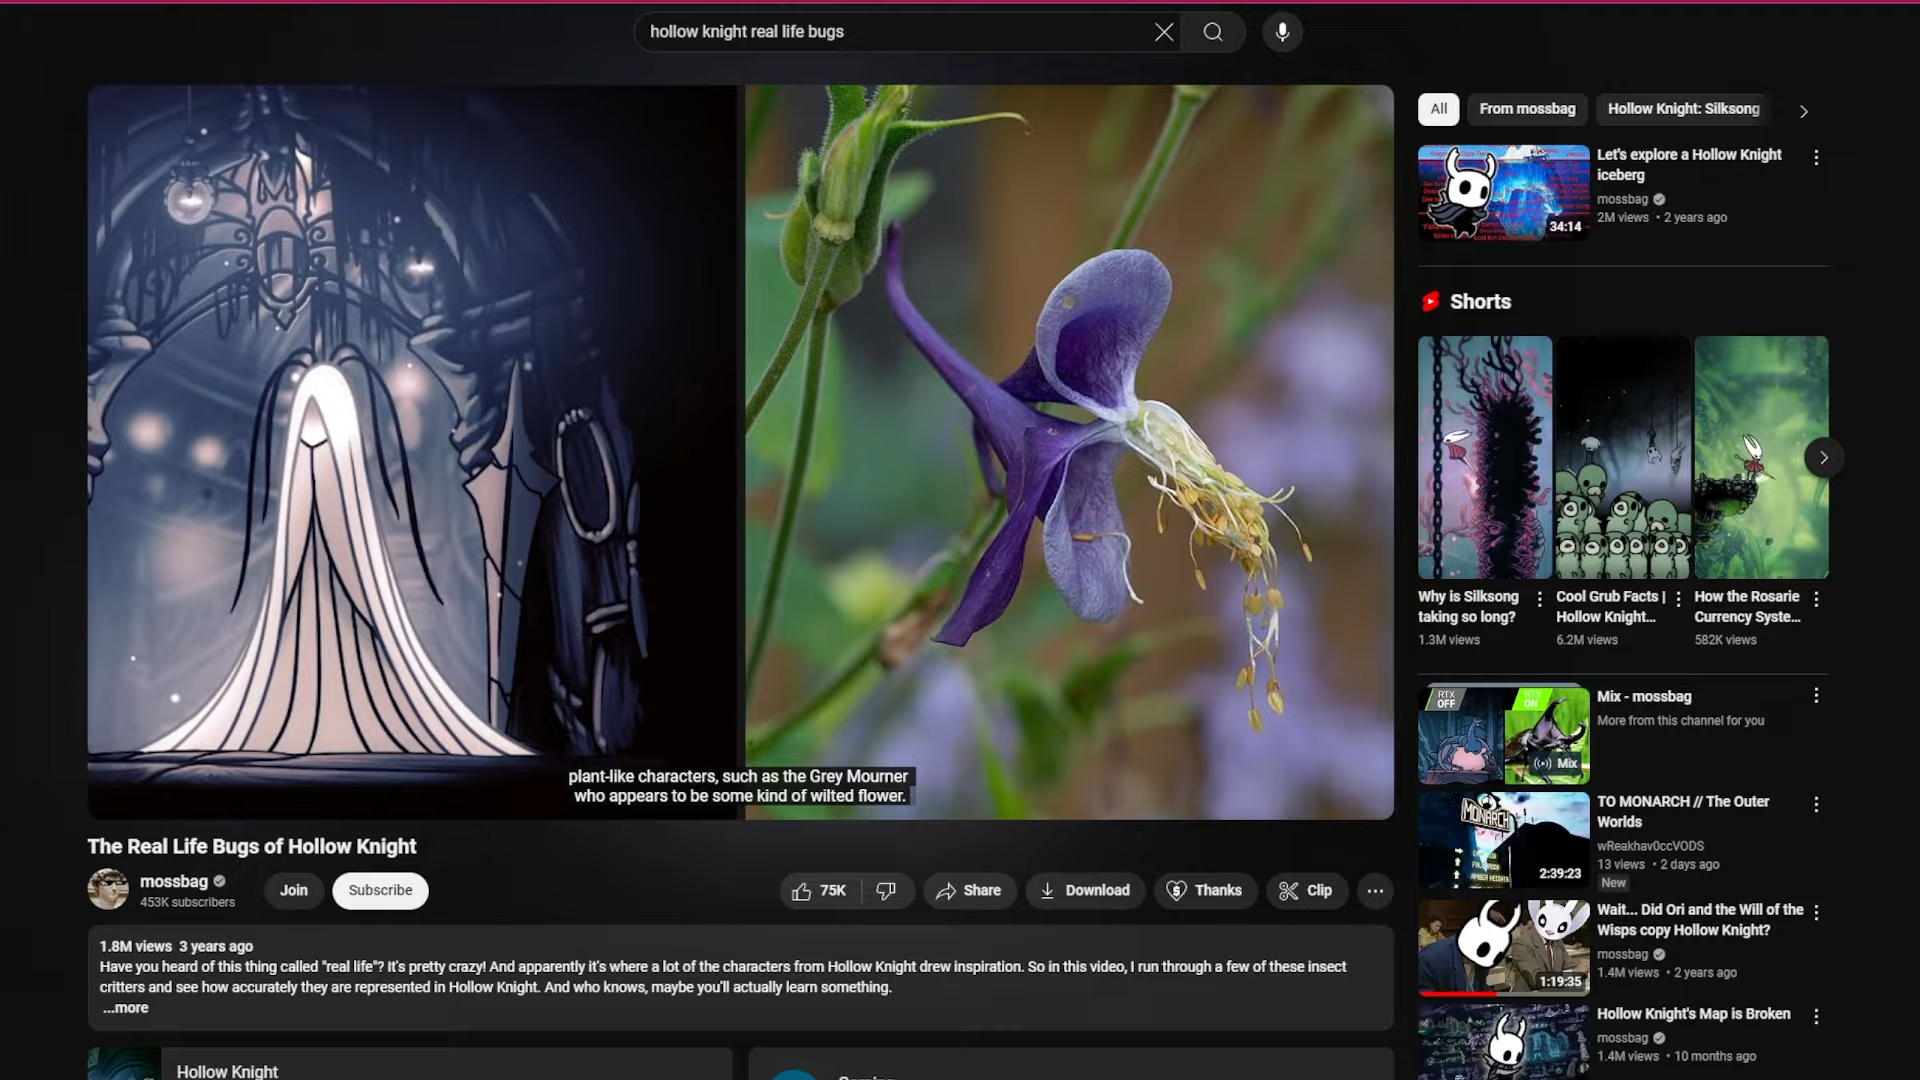 hollow knight real life bugs
plant-like characters, such as the Grey Mourner
who appears to be some kind of wilted flower.
The Real Life Bugs of Hollow Knight
mossbag
453K subscribers
Join
Subscribe
75K
Share
Download
Thanks
Clip
1.8M views 3 years ago
Have you heard of this thing called "real life"? It's pretty crazy! And apparently it's where a lot of the characters from Hollow Knight drew inspiration. So in this video, I run through a few of these insect
critters and see how accurately they are represented in Hollow Knight. And who knows, maybe you'll actually learn something.
...more
Hollow Knight
All
From mossbag
Hollow Knight: Silksong
34:14
Let's explore a Hollow Knight
iceberg
mossbag
2M views • 2 years ago
Shorts
Why is Silksong
taking so long?
1.3M views
Cool Grub Facts |
Hollow Knight...
6.2M views
How the Rosarie
Currency Syste...
582K views
RTX
OFF
RTX
ON
Mix
Mix - mossbag
More from this channel for you
MONARCH
2:39:23
TO MONARCH // The Outer
Worlds
wReakhav0ccVODS
13 views • 2 days ago
New
1:19:35
Wait... Did Ori and the Will of the
Wisps copy Hollow Knight?
mossbag
1.4M views • 2 years ago
Hollow Knight's Map is Broken
mossbag
1.4M views • 10 months ago